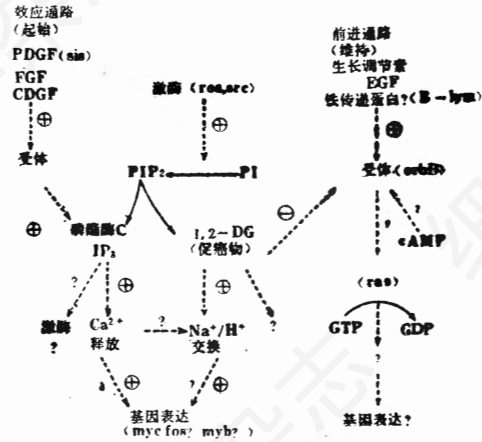 效应通路
(起始)
PDGF(sis)
FGF
CDGF
⊕
受体
⊕
激酶(ros,src)
⊕
PIP₂
PI
磷酯酶C
IP₃
1,2-DG
(促癌物)
⊖
?
⊕
⊕
?
激酶
?
Ca²⁺
释放
?
Na⁺/H⁺
交换
?
⊕
?
⊕
基因表达
(myc fos? myb?)
前进通路
(维持)
生长调节素
EGF
铁传递蛋白?(B-lym)
⊕
受体(erbB)
?
?
cAMP
(ras)
GTP
GDP
?
基因表达?